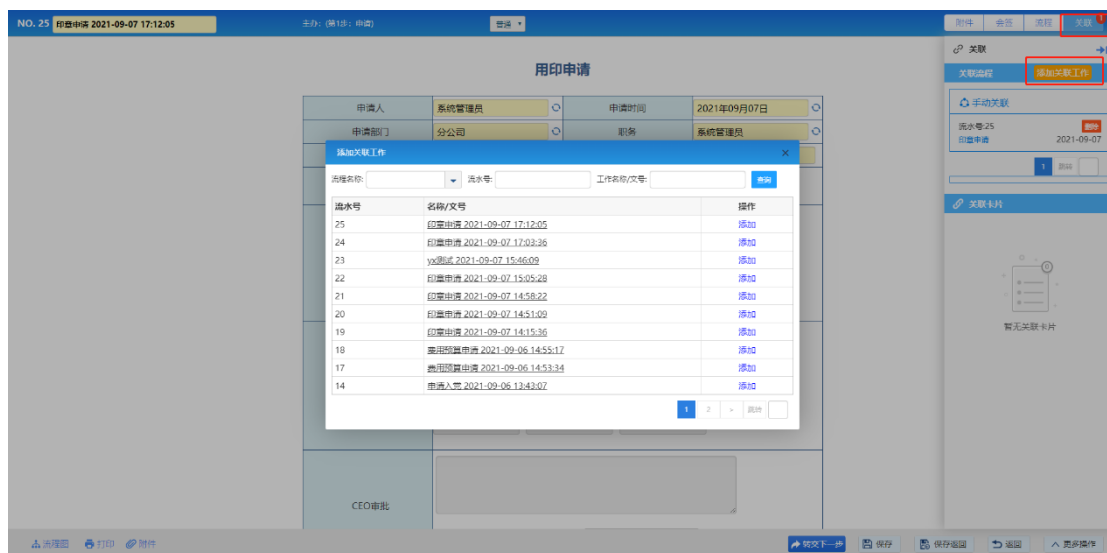 NO. 25 印章申请 2021-09-07 17:12:05 主办: (第1步: 申请) 普通 附件 会签 流程 关联 1
关联
用印申请
关联流程 添加关联工作
申请人 系统管理员 申请时间 2021年09月07日
手动关联
申请部门 分公司 职务 系统管理员
流水号:25 删除
印章申请 2021-09-07
添加关联工作 ×
1 跳转
流程名称: 流水号: 工作名称/文号: 查询
流水号 名称/文号 操作
关联卡片
25 印章申请 2021-09-07 17:12:05 添加
24 印章申请 2021-09-07 17:03:36 添加
23 yx测试 2021-09-07 15:46:09 添加
22 印章申请 2021-09-07 15:05:28 添加
21 印章申请 2021-09-07 14:58:22 添加
20 印章申请 2021-09-07 14:51:09 添加
19 印章申请 2021-09-07 14:15:36 添加
暂无关联卡片
18 费用预算申请 2021-09-06 14:55:17 添加
17 费用预算申请 2021-09-06 14:53:34 添加
14 申请入党 2021-09-06 13:43:07 添加
1 2 > 跳转
CEO审批
流程图 打印 附件 转交下一步 保存 保存返回 返回 更多操作